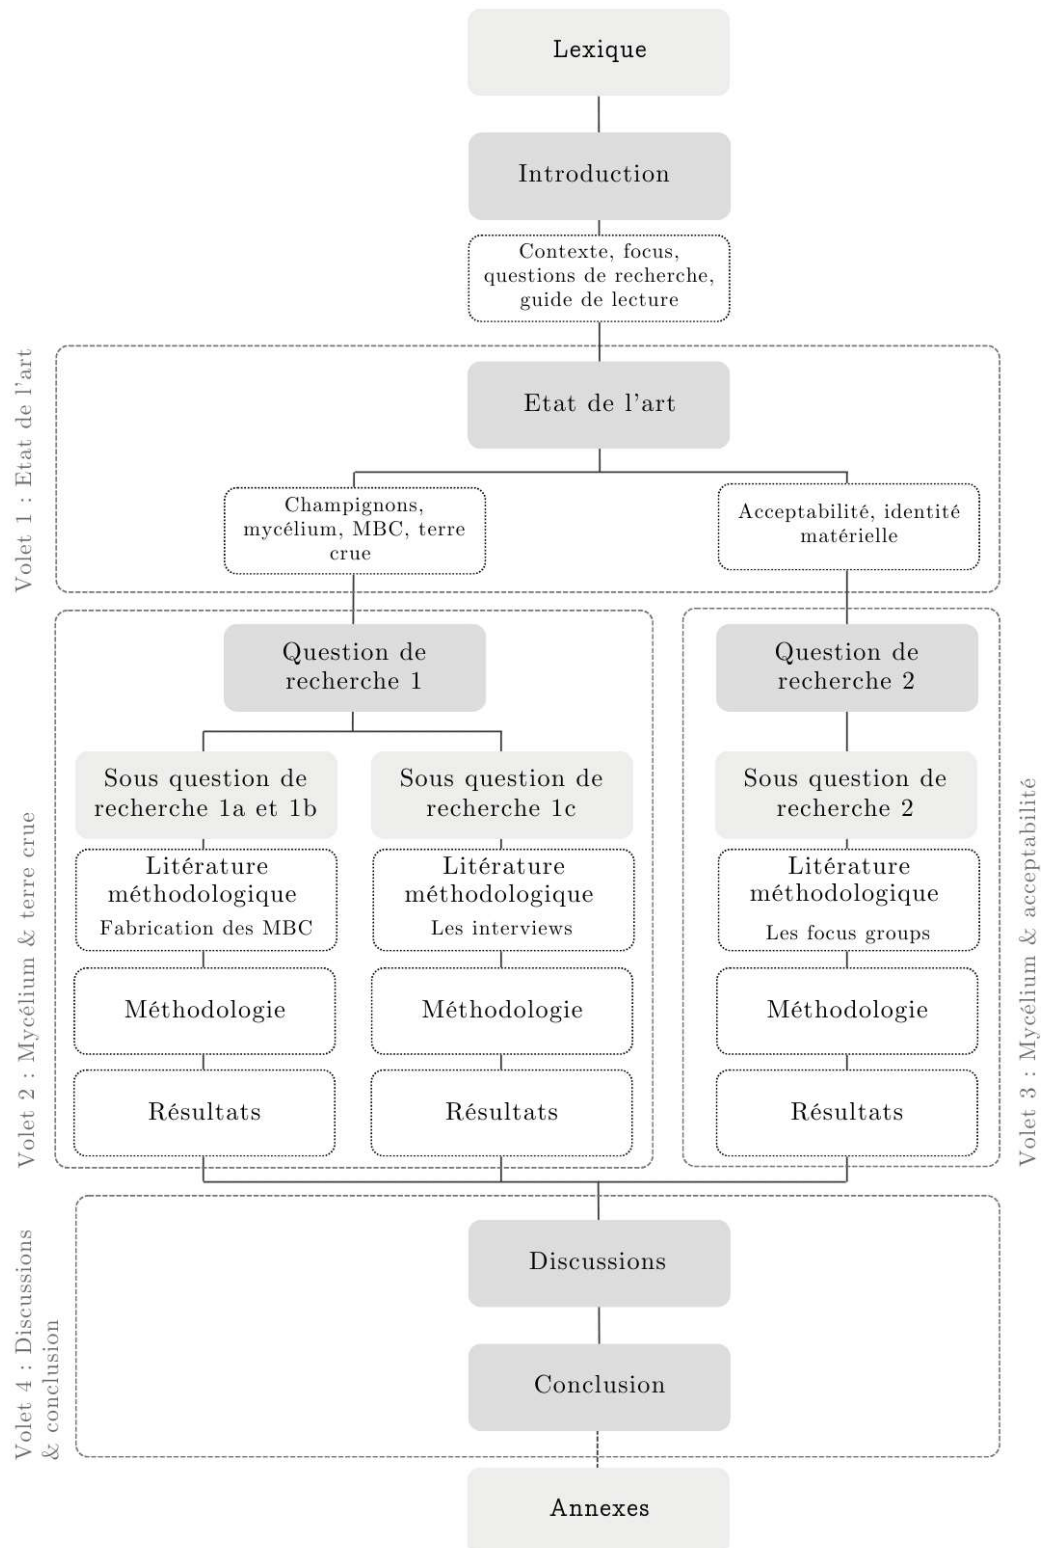 Lexique
Introduction
Contexte, focus,
questions de recherche,
guide de lecture
Volet 1 : Etat de l'art
Etat de l'art
Champignons,
mycélium, MBC, terre
crue
Acceptabilité, identité
matérielle
Volet 2 : Mycélium & terre crue
Question de
recherche 1
Sous question de
recherche 1a et 1b
Litérature
méthodologique
Fabrication des MBC
Méthodologie
Résultats
Sous question de
recherche 1c
Litérature
méthodologique
Les interviews
Méthodologie
Résultats
Volet 3 : Mycélium & acceptabilité
Question de
recherche 2
Sous question de
recherche 2
Litérature
méthodologique
Les focus groups
Méthodologie
Résultats
Volet 4 : Discussions
& conclusion
Discussions
Conclusion
Annexes